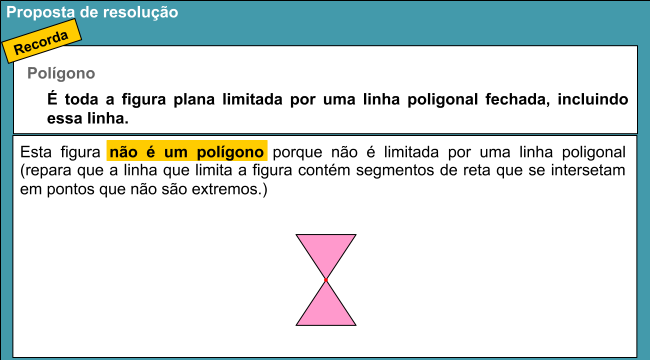 Proposta de resolução
Recorda
Polígono
É toda a figura plana limitada por uma linha poligonal fechada, incluindo
essa linha.
Esta figura não é um polígono porque não é limitada por uma linha poligonal
(repara que a linha que limita a figura contém segmentos de reta que se intersetam
em pontos que não são extremos.)